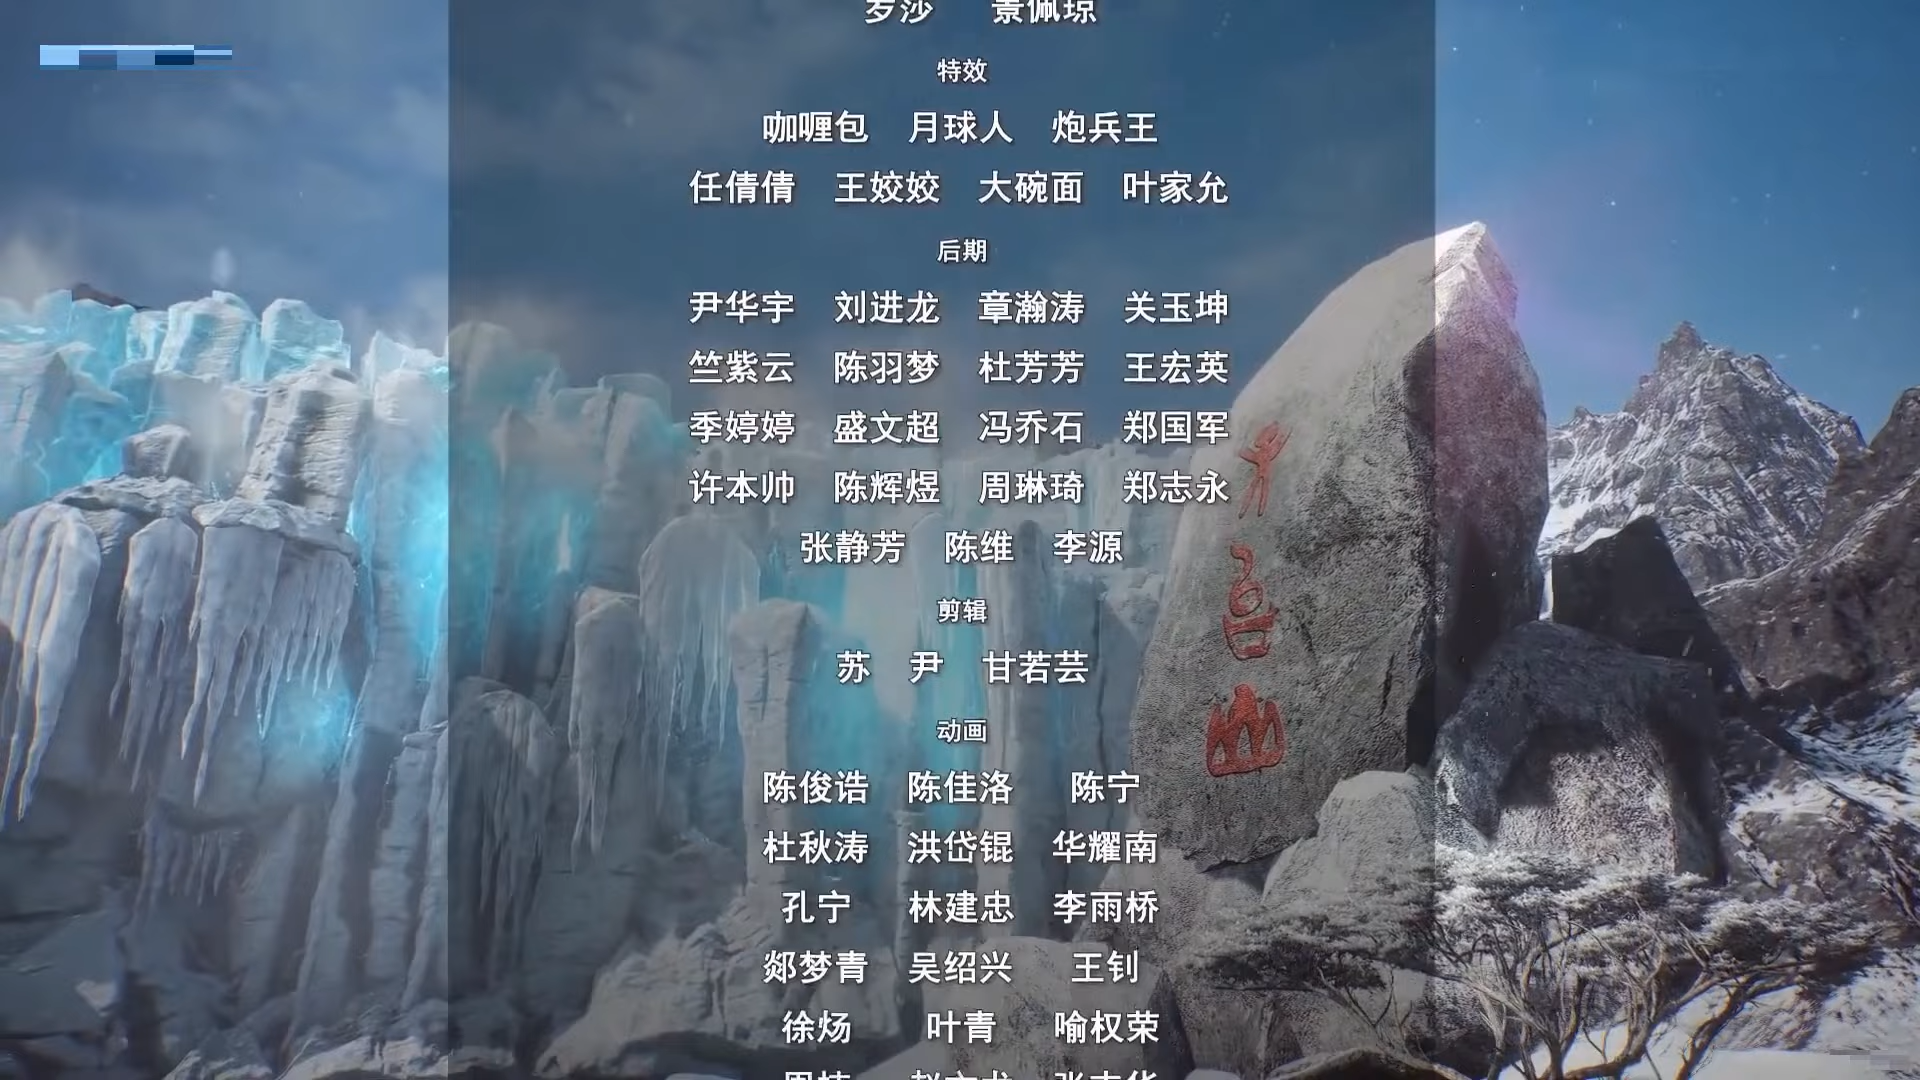 罗莎 景佩琼
特效
咖喱包 月球人 炮兵王
任倩倩 王姣姣 大碗面 叶家允
后期
尹华宇 刘进龙 章瀚涛 关玉坤
竺紫云 陈羽梦 杜芳芳 王宏英
季婷婷 盛文超 冯乔石 郑国军
许本帅 陈辉煜 周琳琦 郑志永
张静芳 陈维 李源
剪辑
苏 尹 甘若芸
动画
陈俊诰 陈佳洛 陈宁
杜秋涛 洪岱锟 华耀南
孔宁 林建忠 李雨桥
郯梦青 吴绍兴 王钊
徐炀 叶青 喻权荣
山